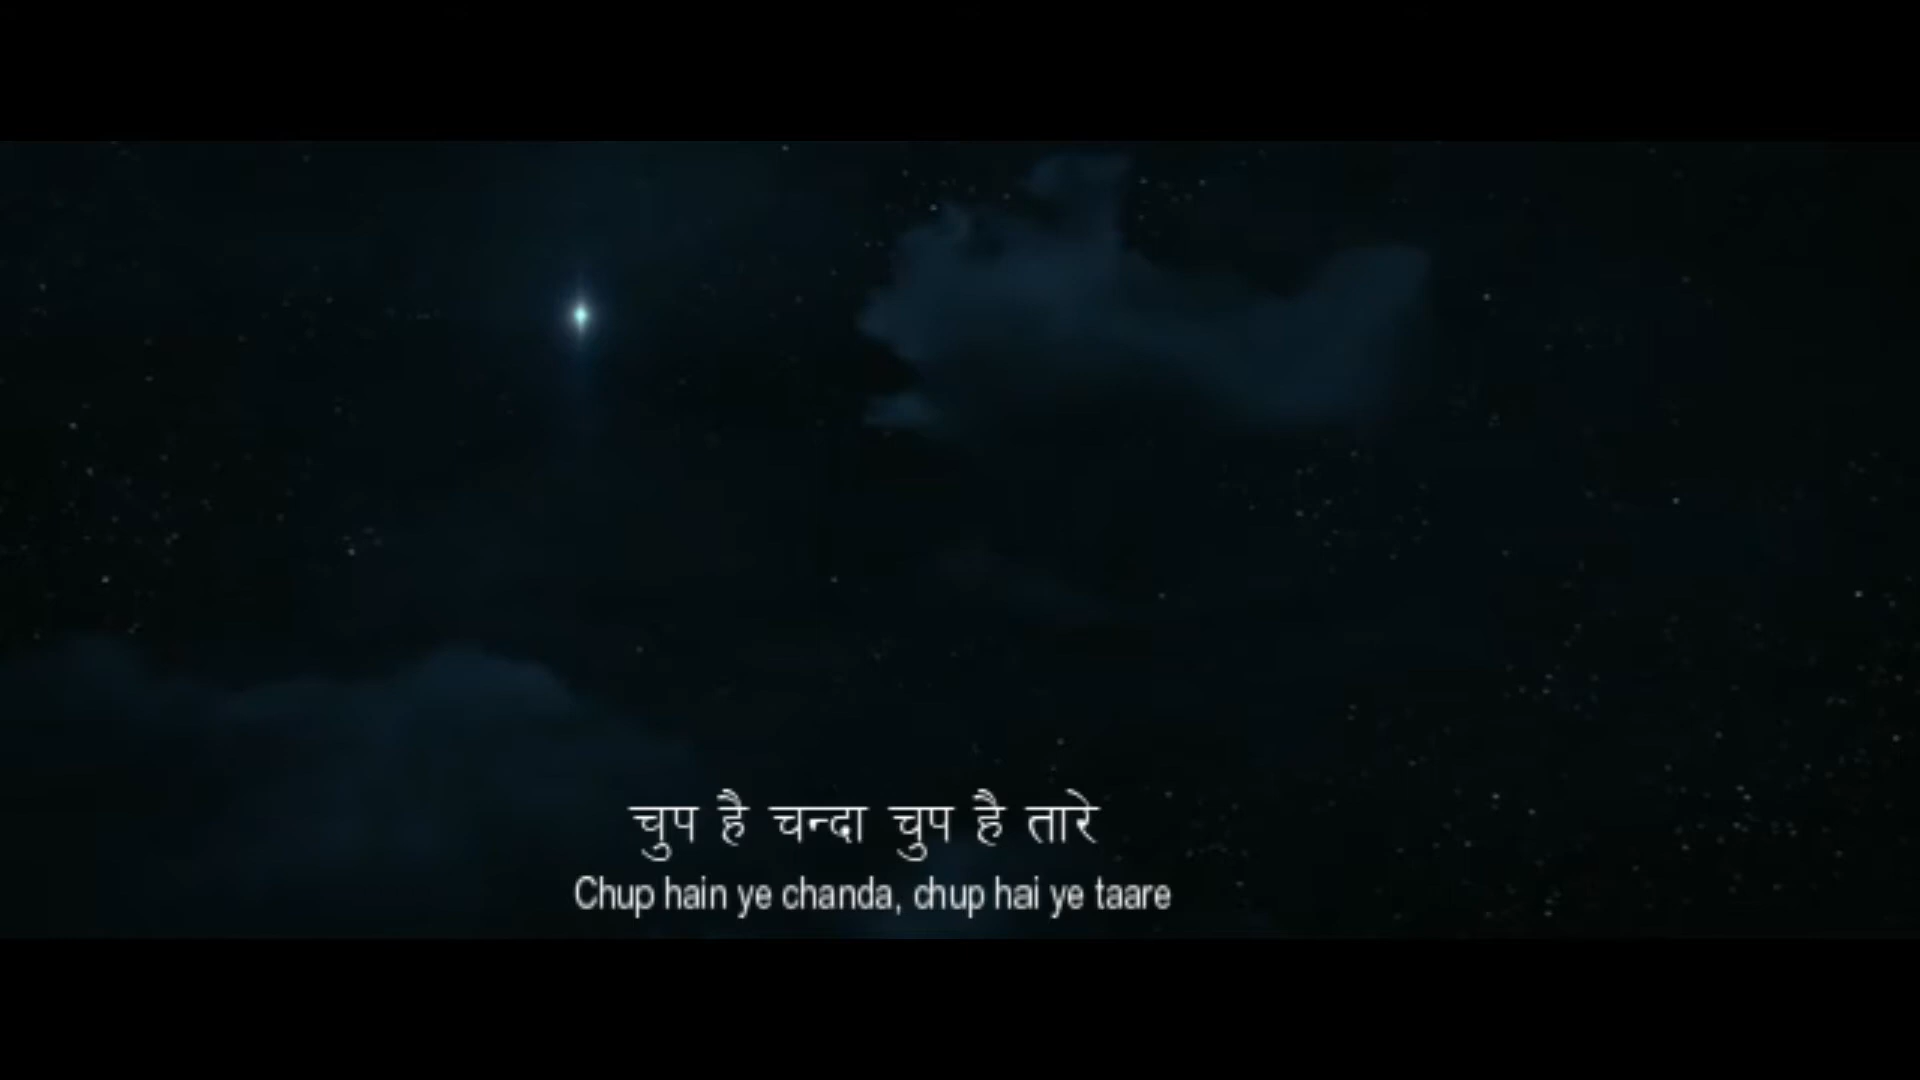 चुप है चन्दा चुप है तारे
Chup hain ye chanda, chup hai ye taare